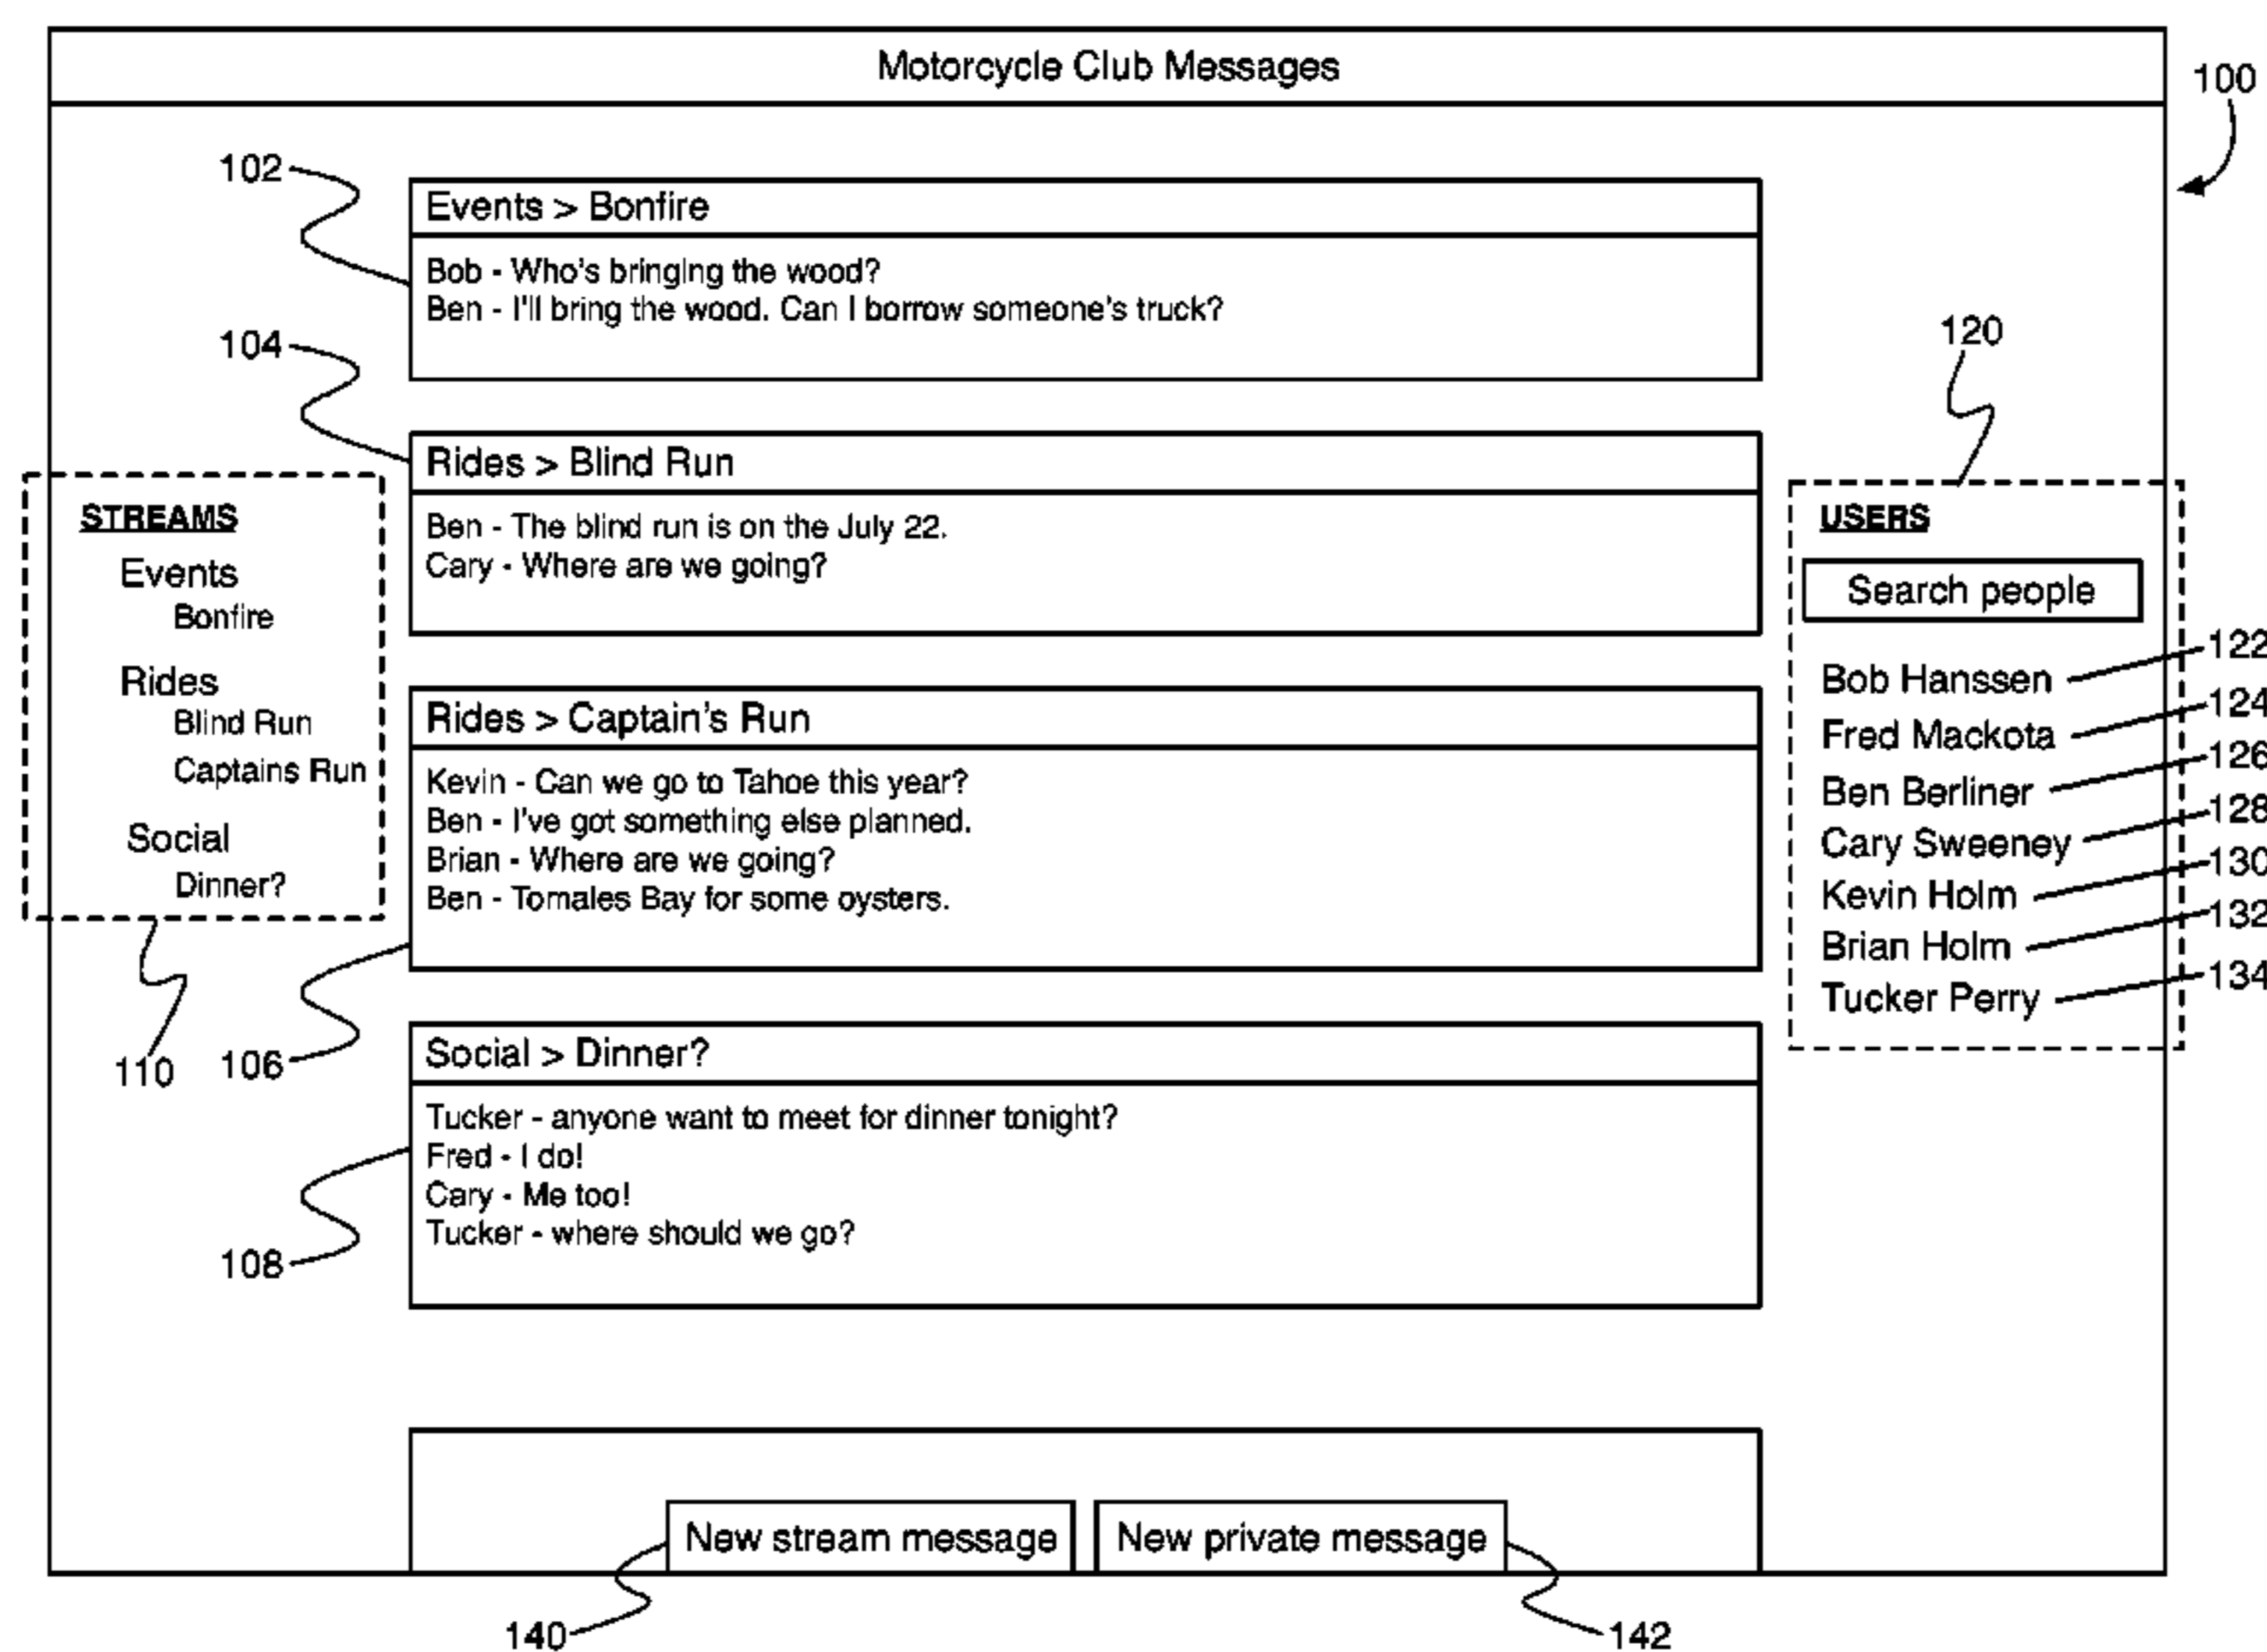 Motorcycle Club Messages
100
102
Events > Bonfire
Bob - Who's bringing the wood?
Ben - I'll bring the wood. Can I borrow someone's truck?
104
Rides > Blind Run
Ben - The blind run is on the July 22.
Cary - Where are we going?
STREAMS
Events
Bonfire
Rides
Blind Run
Captains Run
Social
Dinner?
110
Rides > Captain's Run
Kevin - Can we go to Tahoe this year?
Ben - I've got something else planned.
Brian - Where are we going?
Ben - Tomales Bay for some oysters.
106
Social > Dinner?
Tucker - anyone want to meet for dinner tonight?
Fred - I do!
Cary - Me too!
Tucker - where should we go?
108
120
USERS
Search people
Bob Hanssen 122
Fred Mackota 124
Ben Berliner 126
Cary Sweeney 128
Kevin Holm 130
Brian Holm 132
Tucker Perry 134
New stream message
New private message
140
142